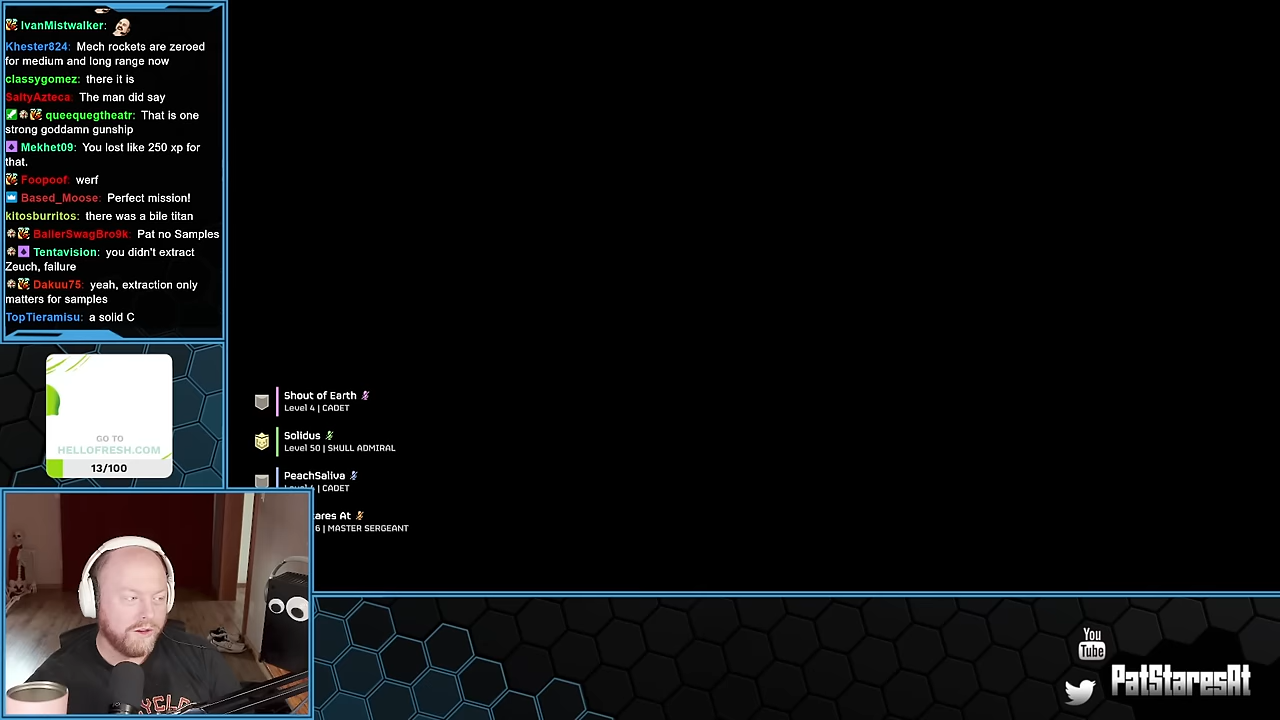 IvanMistwalker:
Khester824: Mech rockets are zeroed
for medium and long range now
classygomez: there it is
SaltyAzteca: The man did say
queequegtheatr: That is one
strong goddamn gunship
Mekhet09: You lost like 250 xp for
that.
Foopoof: werf
Based_Moose: Perfect mission!
kitosburritos: there was a bile titan
BallerSwagBro9k: Pat no Samples
Tentavision: you didn't extract
Zeuch, failure
Dakuu75: yeah, extraction only
matters for samples
TopTieramisu: a solid C
GO TO
HELLOFRESH.COM
13/100
Shout of Earth
Level 4 | CADET
Solidus
Level 50 | SKULL ADMIRAL
PeachSaliva
Level | CADET
ares At
6 | MASTER SERGEANT
You
Tube
PatStaresAt